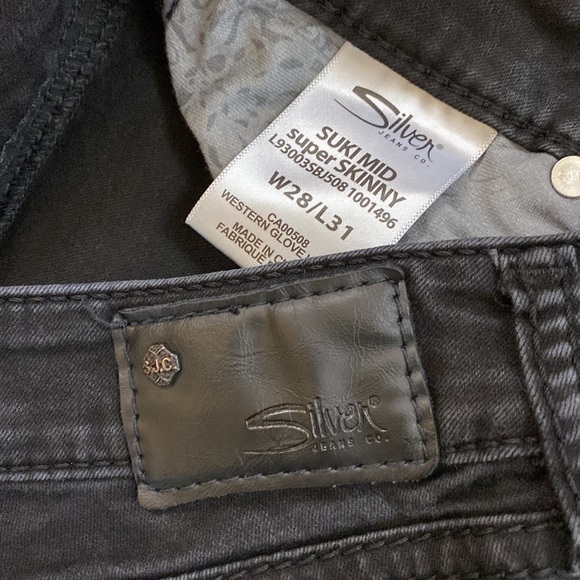 Silver®
JEANS CO.
SUKI MID
super SKINNY
L93003SBJ508 1001496
W28/L31
CA00508
WESTERN GLOVE
MADE IN
FABRIQUÉ
S.J.C
Silver®
JEANS CO.